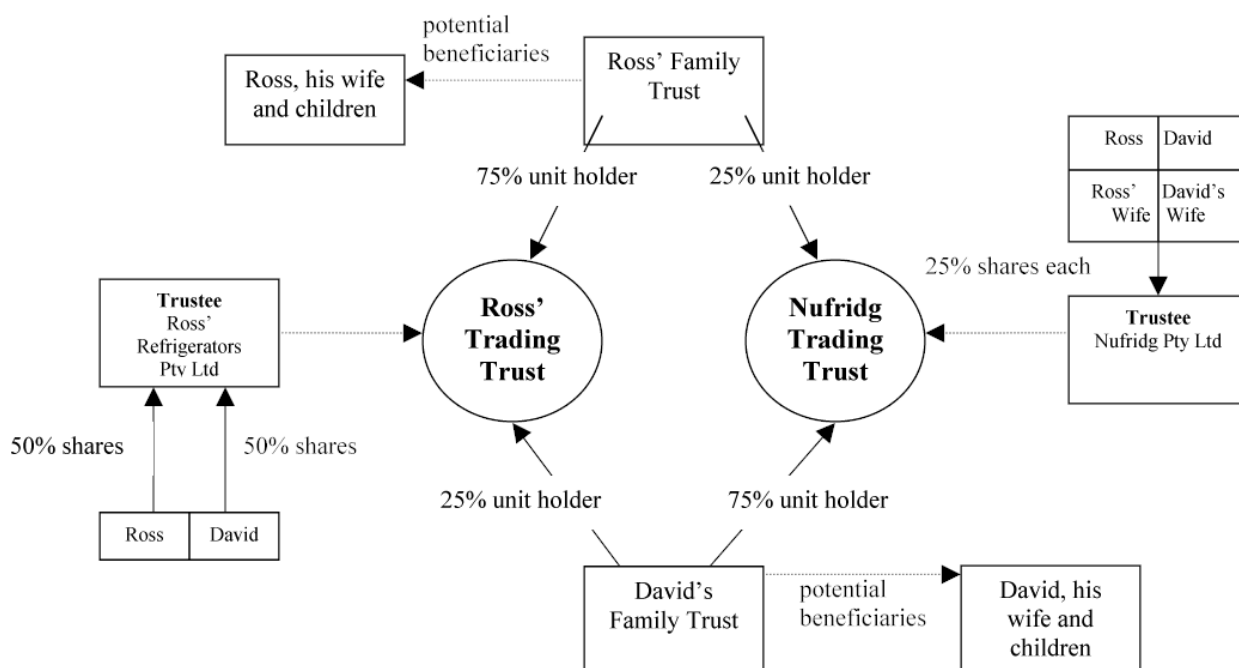 potential
beneficiaries
Ross' Family
Trust
Ross, his wife
and children
75% unit holder
25% unit holder
Ross
David
Ross'
Wife
David's
Wife
25% shares each
Trustee
Ross'
Refrigerators
Ptv Ltd
Ross'
Trading
Trust
Nufridg
Trading
Trust
Trustee
Nufridg Pty Ltd
50% shares
50% shares
Ross
David
25% unit holder
75% unit holder
David's
Family Trust
potential
beneficiaries
David, his
wife and
children